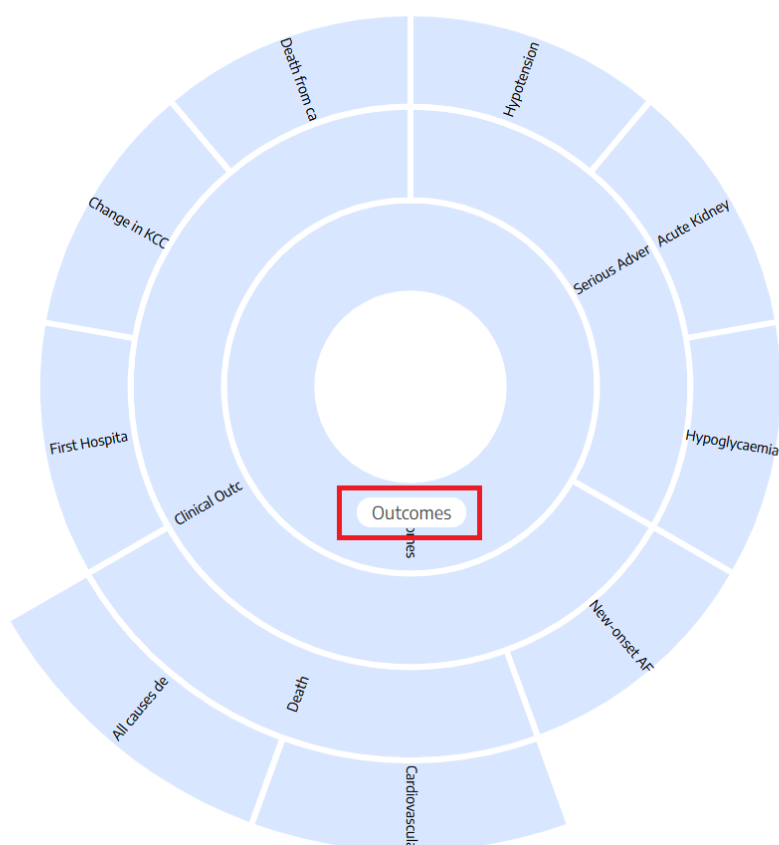 Death from ca
Hypotension
Change in KCC
Acute Kidney
Serious Adver
First Hospita
Hypoglycaemia
Clinical Outc
Outcomes
omes
New-onset AF
Death
All causes de
Cardiovascula